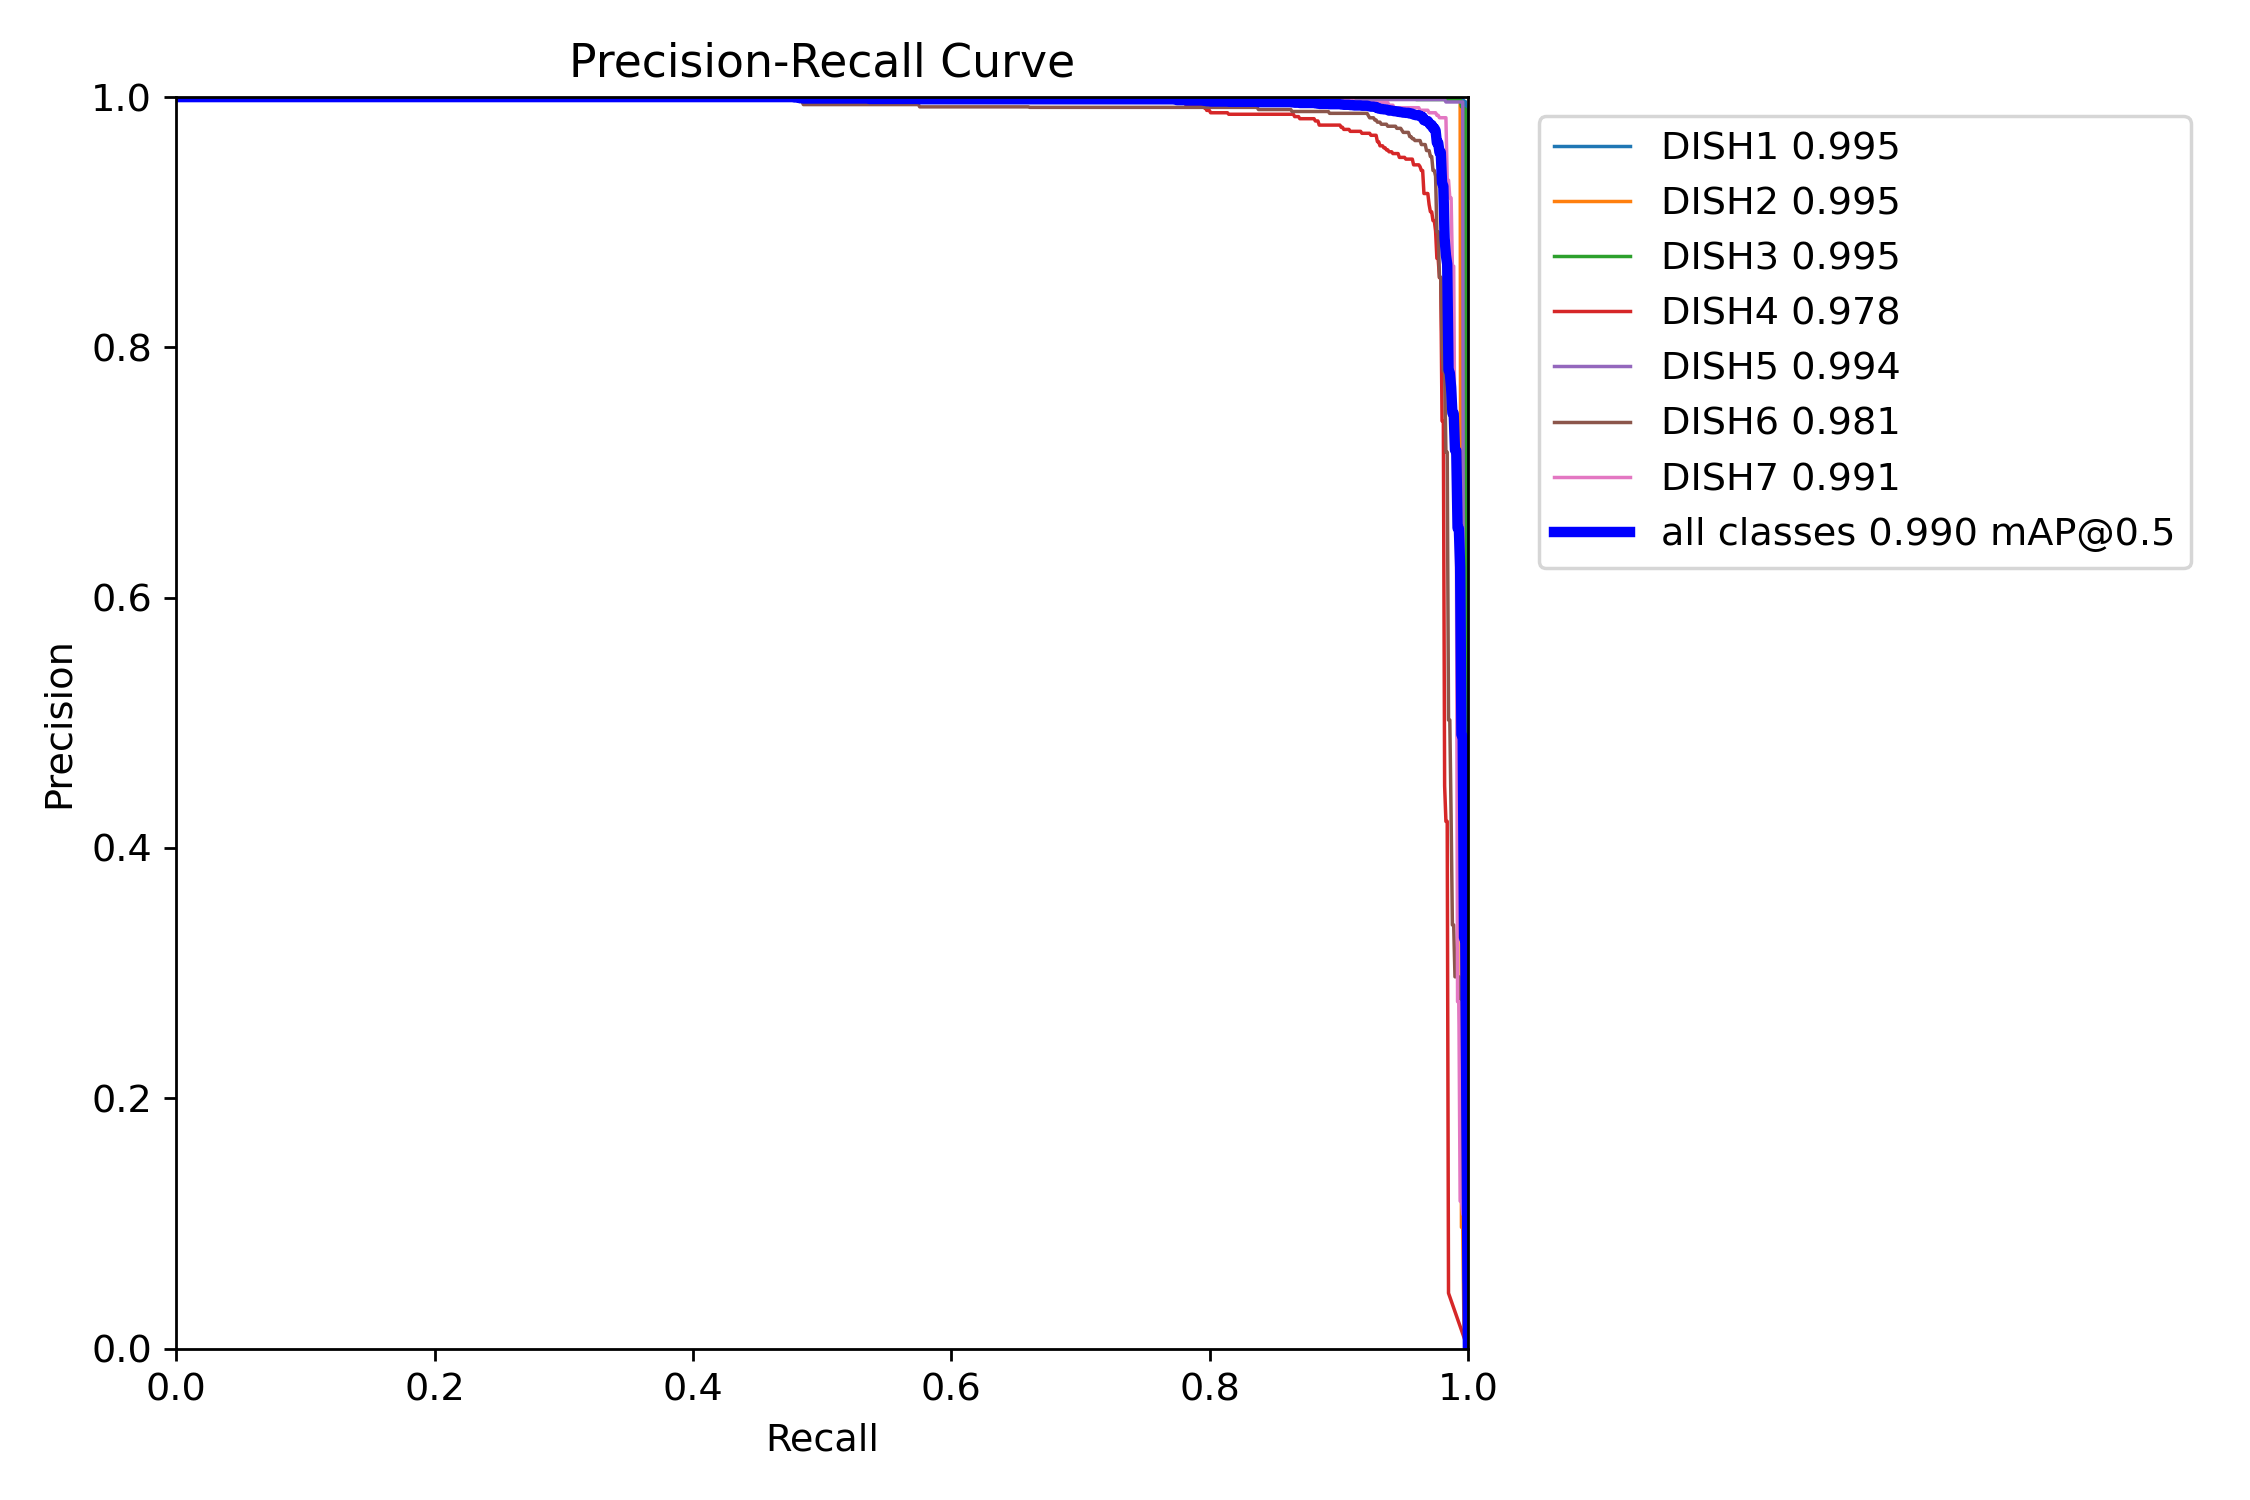 Precision-Recall Curve
1.0
0.8
0.6
0.4
0.2
0.0
Precision
0.0 0.2 0.4 0.6 0.8 1.0
Recall
DISH1 0.995
DISH2 0.995
DISH3 0.995
DISH4 0.978
DISH5 0.994
DISH6 0.981
DISH7 0.991
all classes 0.990 mAP@0.5